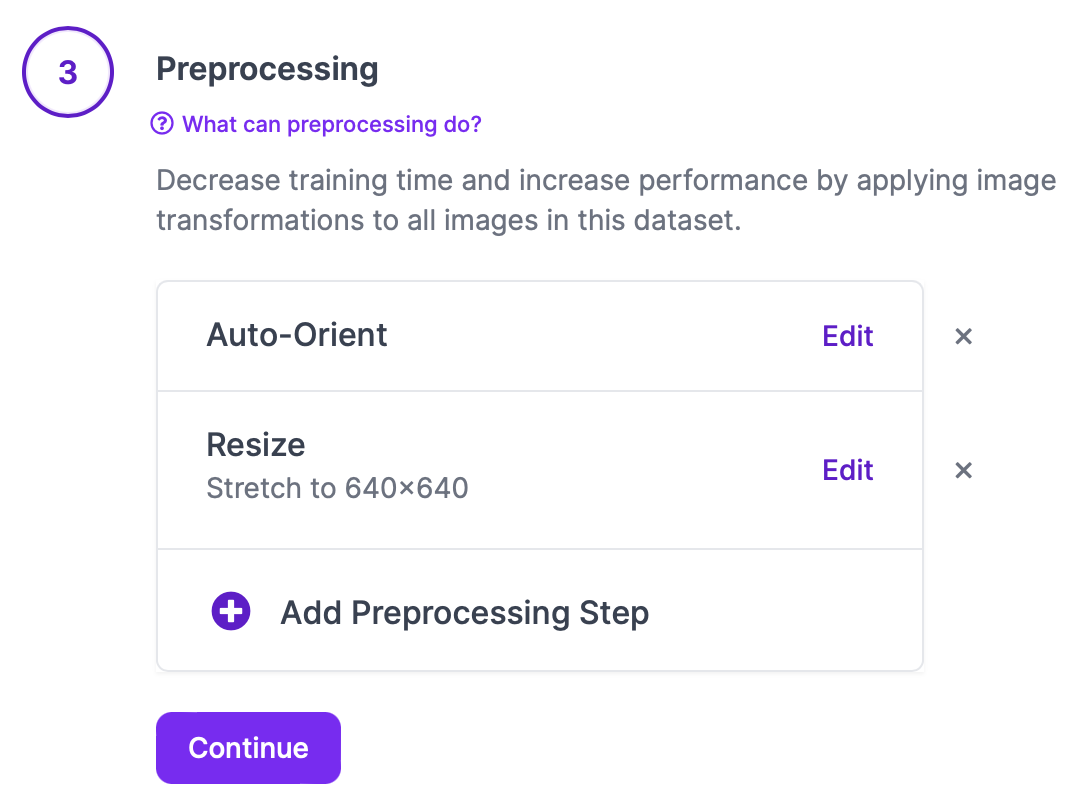 3
Preprocessing
What can preprocessing do?
Decrease training time and increase performance by applying image
transformations to all images in this dataset.
Auto-Orient
Edit
×
Resize
Stretch to 640×640
Edit
×
Add Preprocessing Step
Continue